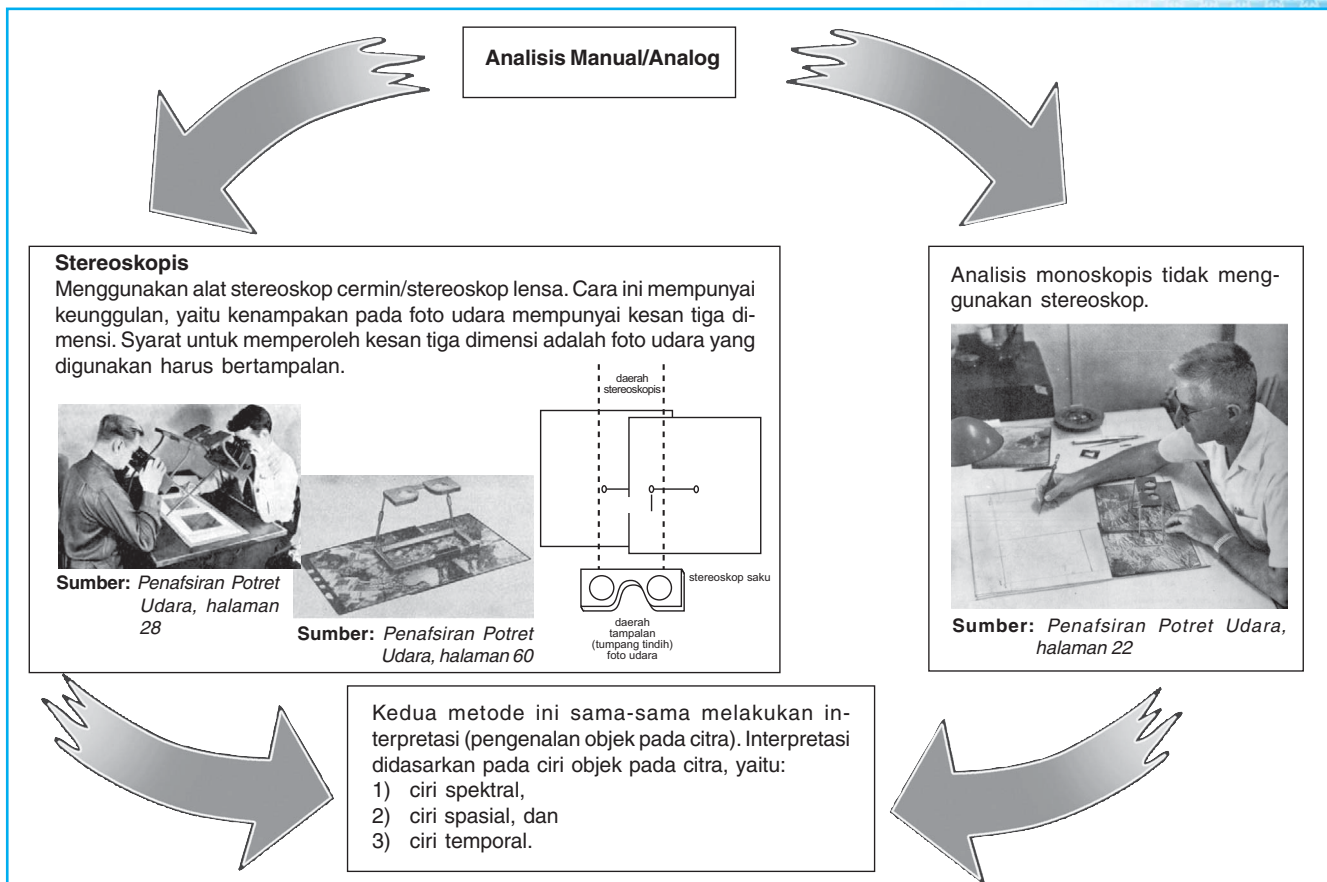 Analisis Manual/Analog
Stereoskopis
Menggunakan alat stereoskop cermin/stereoskop lensa. Cara ini mempunyai
keunggulan, yaitu kenampakan pada foto udara mempunyai kesan tiga di-
mensi. Syarat untuk memperoleh kesan tiga dimensi adalah foto udara yang
digunakan harus bertampalan.
daerah
stereoskopis
stereoskop saku
daerah
tampalan
(tumpang tindih)
foto udara
Sumber: Penafsiran Potret
Udara, halaman
28
Sumber: Penafsiran Potret
Udara, halaman 60
Analisis monoskopis tidak meng-
gunakan stereoskop.
Sumber: Penafsiran Potret Udara,
halaman 22
Kedua metode ini sama-sama melakukan in-
terpretasi (pengenalan objek pada citra). Interpretasi
didasarkan pada ciri objek pada citra, yaitu:
1) ciri spektral,
2) ciri spasial, dan
3) ciri temporal.